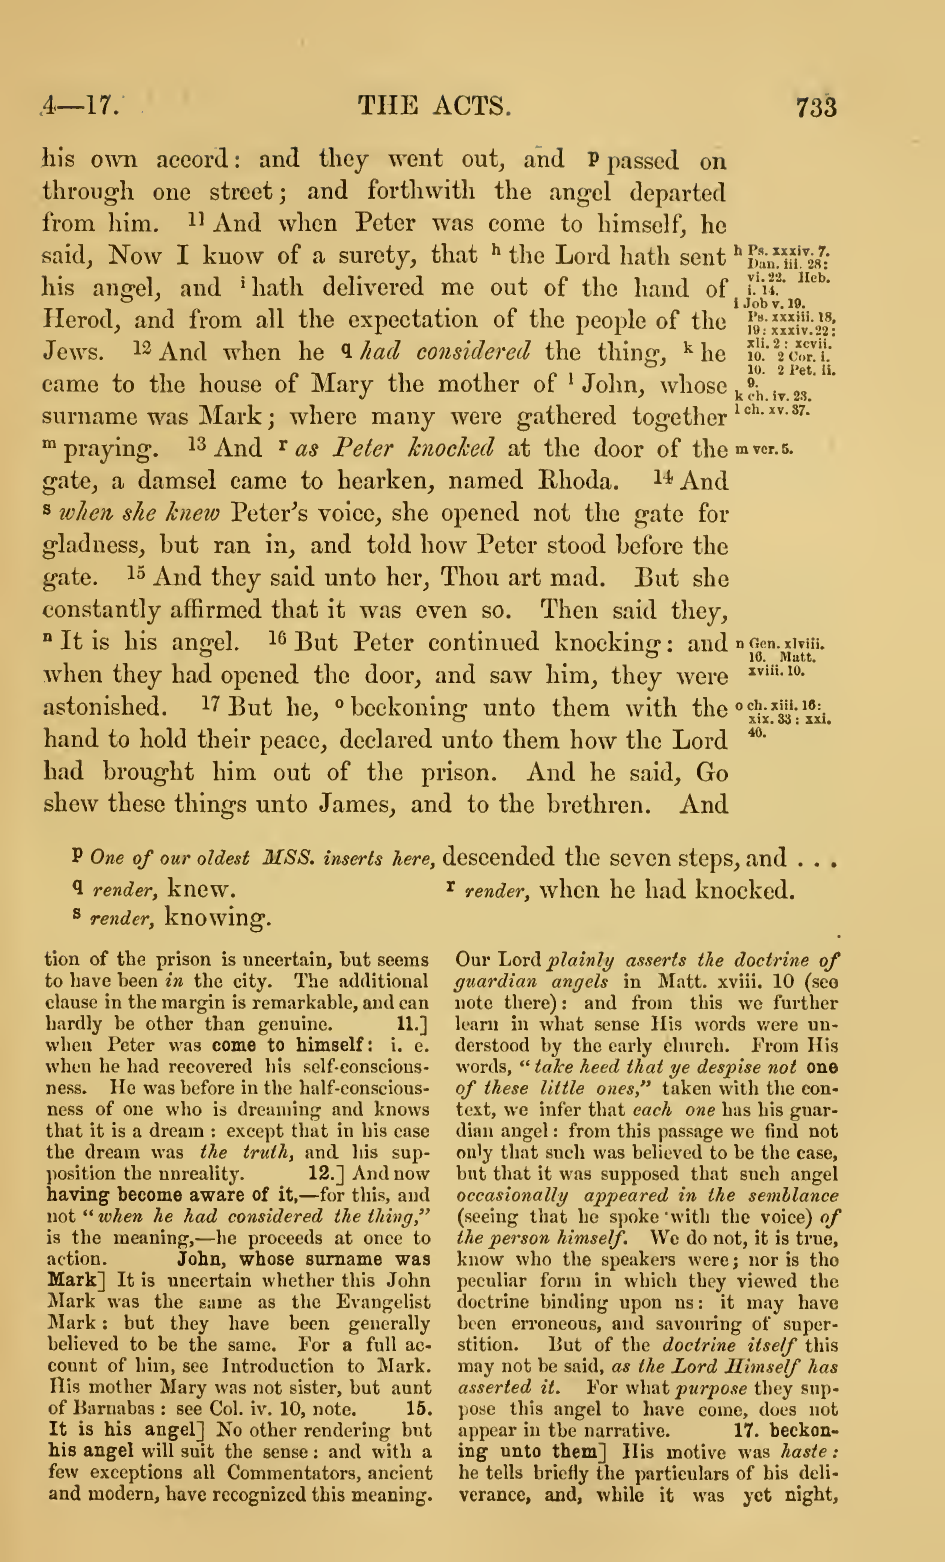 4—17.
THE ACTS.
733
his own accord: and they went out, and p passed on
through one street; and forthwith the angel departed
from him. 11 And when Peter was come to himself, he
said, Now I know of a surety, that h the Lord hath sent
his angel, and i hath delivered me out of the hand of
Herod, and from all the expectation of the people of the
Jews. 12 And when he q had considered the thing, k he
came to the house of Mary the mother of l John, whose
surname was Mark; where many were gathered together
m praying. 13 And r as Peter knocked at the door of the
gate, a damsel came to hearken, named Rhoda. 14 And
s when she knew Peter's voice, she opened not the gate for
gladness, but ran in, and told how Peter stood before the
gate. 15 And they said unto her, Thou art mad. But she
constantly affirmed that it was even so. Then said they,
n It is his angel. 16 But Peter continued knocking: and
when they had opened the door, and saw him, they were
astonished. 17 But he, o beckoning unto them with the
hand to hold their peace, declared unto them how the Lord
had brought him out of the prison. And he said, Go
shew these things unto James, and to the brethren. And
h Ps. xxxiv. 7.
Dan. iii. 28:
vi. 22. Heb.
i. 14.
i Job v. 19.
Ps. xxxiii. 18,
19: xxxiv. 22:
xli. 2: xcvii.
10. 2 Cor. i.
10. 2 Pet. ii.
9.
k ch. iv. 23.
l ch. xv. 37.
m ver. 5.
n Gen. xlviii.
16. Matt.
xviii. 10.
o ch. xiii. 16:
xix. 33: xxi.
40.
p One of our oldest MSS. inserts here, descended the seven steps, and . . .
q render, knew.
r render, when he had knocked.
s render, knowing.
tion of the prison is uncertain, but seems
to have been in the city. The additional
clause in the margin is remarkable, and can
hardly be other than genuine. 11.]
when Peter was come to himself: i. e.
when he had recovered his self-conscious-
ness. He was before in the half-conscious-
ness of one who is dreaming and knows
that it is a dream: except that in his case
the dream was the truth, and his sup-
position the unreality. 12.] And now
having become aware of it,—for this, and
not "when he had considered the thing,"
is the meaning,—he proceeds at once to
action. John, whose surname was
Mark] It is uncertain whether this John
Mark was the same as the Evangelist
Mark: but they have been generally
believed to be the same. For a full ac-
count of him, see Introduction to Mark.
His mother Mary was not sister, but aunt
of Barnabas: see Col. iv. 10, note. 15.
It is his angel] No other rendering but
his angel will suit the sense: and with a
few exceptions all Commentators, ancient
and modern, have recognized this meaning.
Our Lord plainly asserts the doctrine of
guardian angels in Matt. xviii. 10 (see
note there): and from this we further
learn in what sense His words were un-
derstood by the early church. From His
words, "take heed that ye despise not one
of these little ones," taken with the con-
text, we infer that each one has his guar-
dian angel: from this passage we find not
only that such was believed to be the case,
but that it was supposed that such angel
occasionally appeared in the semblance
(seeing that he spoke with the voice) of
the person himself. We do not, it is true,
know who the speakers were; nor is the
peculiar form in which they viewed the
doctrine binding upon us: it may have
been erroneous, and savouring of super-
stition. But of the doctrine itself this
may not be said, as the Lord Himself has
asserted it. For what purpose they sup-
pose this angel to have come, does not
appear in the narrative. 17. beckon-
ing unto them] His motive was haste:
he tells briefly the particulars of his deli-
verance, and, while it was yet night,